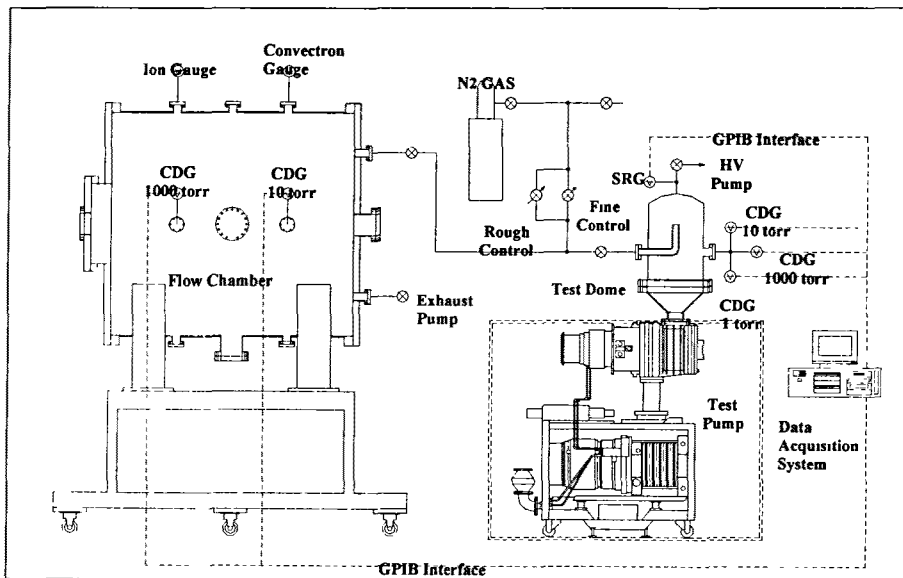 Ion Gauge
Convectron
Gauge
N2 GAS
GPIB Interface
HV
Pump
SRG
CDG
1000 torr
CDG
10 torr
Rough
Control
Fine
Control
CDG
10 torr
CDG
1000 torr
Flow Chamber
Exhaust
Pump
Test Dome
CDG
1 torr
Test
Pump
Data
Acquisition
System
GPIB Interface